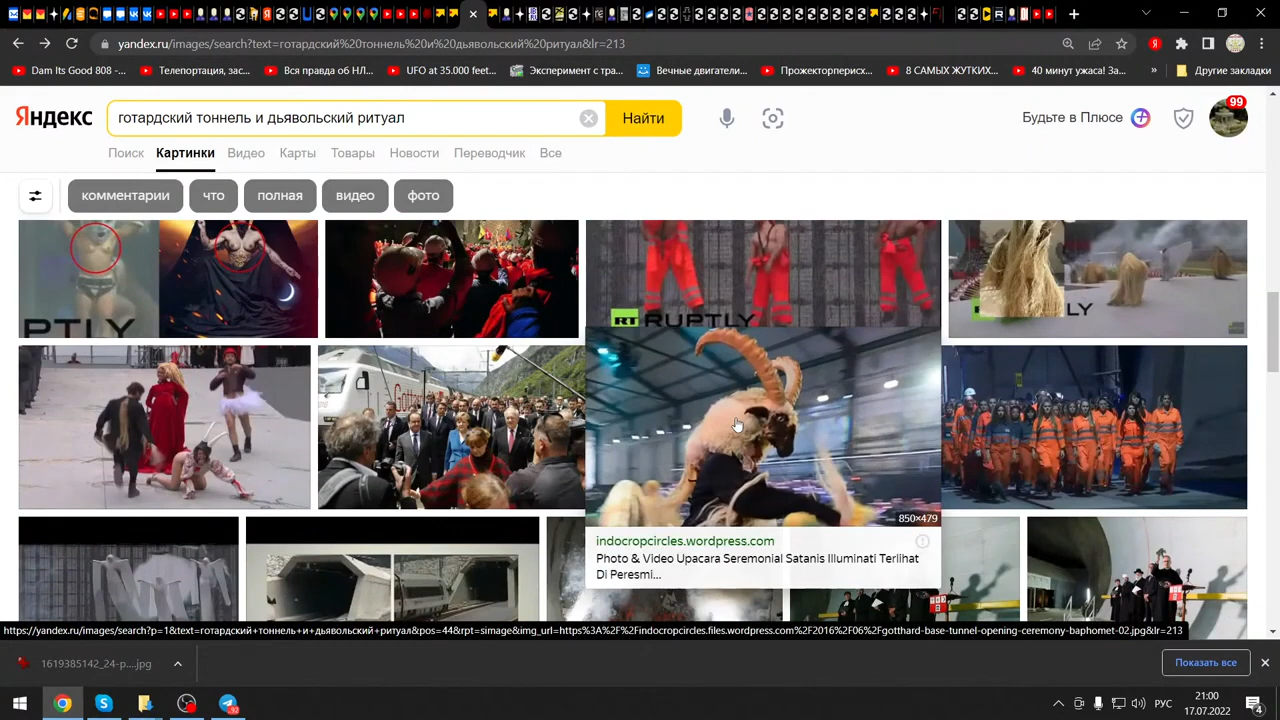 yandex.ru/images/search?text=готардский%20тоннель%20и%20дьявольский%20ритуал&lr=213
Dam Its Good 808 -...
Телепортация, зас...
Вся правда об НЛ...
UFO at 35.000 feet...
Эксперимент с тра...
Вечные двигатели...
Прожекторперисх...
8 САМЫХ ЖУТКИХ...
40 минут ужаса! За...
»
Другие закладки
Яндекс
готардский тоннель и дьявольский ритуал
Найти
Будьте в Плюсе
99
Поиск
Картинки
Видео
Карты
Товары
Новости
Переводчик
Все
комментарии
что
полная
видео
фото
PTLY
RT RUPTLY
PTLY
Gottha
850×479
indocropcircles.wordpress.com
Photo & Video Upacara Seremonial Satanis Illuminati Terlihat
Di Peresmi...
https://yandex.ru/images/search?p=1&text=готардский+тоннель+и+дьявольский+ритуал&pos=44&rpt=simage&img_url=https%3A%2F%2Findocropcircles.files.wordpress.com%2F2016%2F06%2Fgotthard-base-tunnel-opening-ceremony-baphomet-02.jpg&lr=213
1619385142_24-p....jpg
Показать все
РУС
21:00
17.07.2022
4